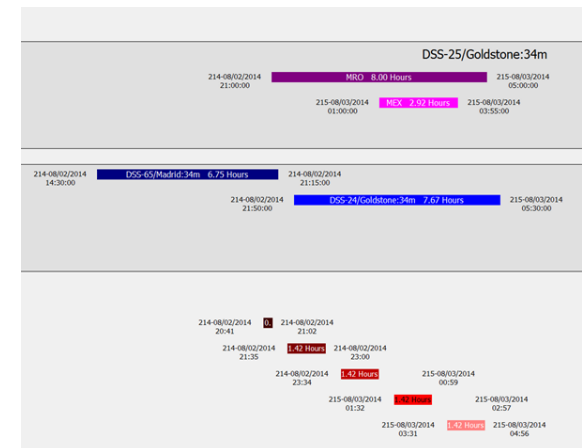 DSS-25/Goldstone:34m
214-08/02/2014 MRO 8.00 Hours 215-08/03/2014
21:00:00 05:00:00
215-08/03/2014 MEX 2.92 Hours 215-08/03/2014
01:00:00 03:55:00
214-08/02/2014 DSS-65/Madrid:34m 6.75 Hours 214-08/02/2014
14:30:00 21:15:00
214-08/02/2014 DSS-24/Goldstone:34m 7.67 Hours 215-08/03/2014
21:50:00 05:30:00
214-08/02/2014 0. 214-08/02/2014
20:41 21:02
214-08/02/2014 1.42 Hours 214-08/02/2014
21:35 23:00
214-08/02/2014 1.42 Hours 215-08/03/2014
23:34 00:59
215-08/03/2014 1.42 Hours 215-08/03/2014
01:32 02:57
215-08/03/2014 1.42 Hours 215-08/03/2014
03:31 04:56